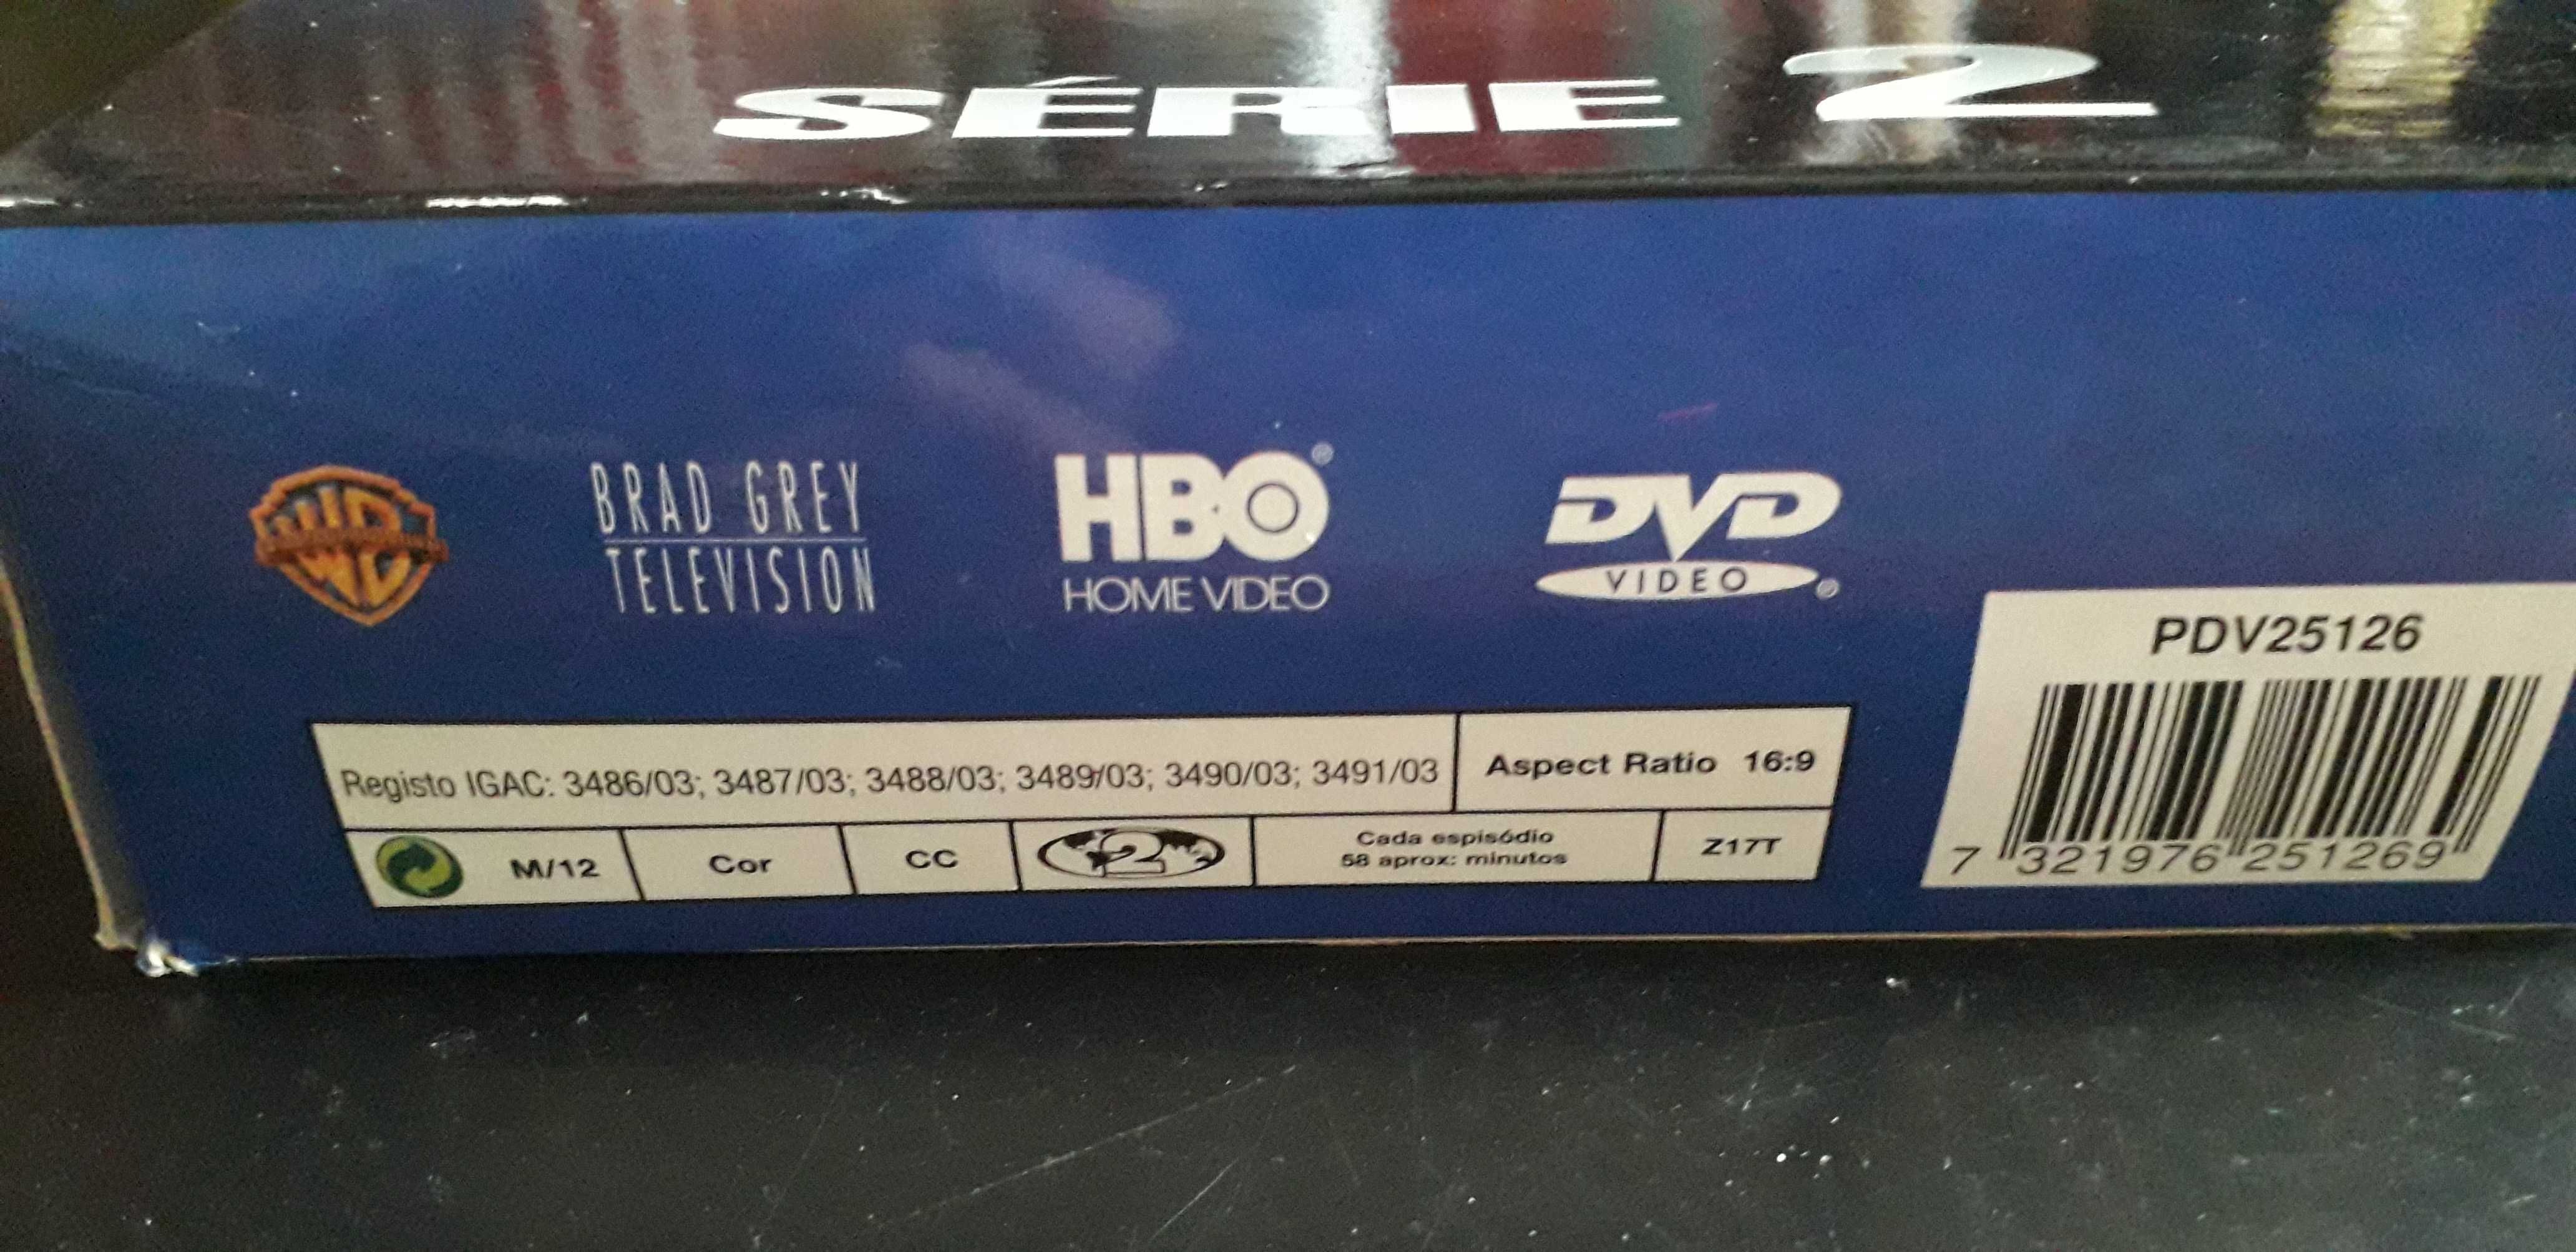 SÉRIE 2
WB
BRAD GREY
TELEVISION
HBO®
HOME VIDEO
DVD
VIDEO
PDV25126
Registo IGAC: 3486/03; 3487/03; 3488/03; 3489/03; 3490/03; 3491/03
Aspect Ratio 16:9
M/12
Cor
CC
2
Cada espisódio
58 aprox: minutos
Z17T
7 321976 251269